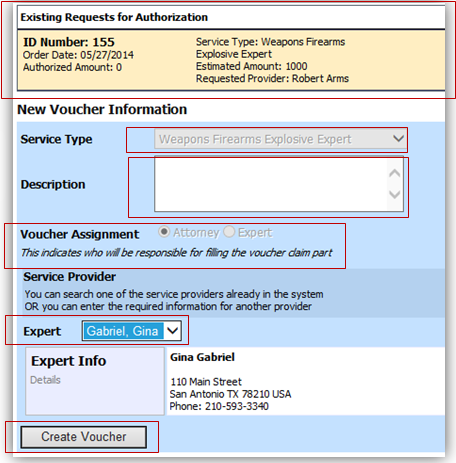 Existing Requests for Authorization
ID Number: 155
Order Date: 05/27/2014
Authorized Amount: 0
Service Type: Weapons Firearms
Explosive Expert
Estimated Amount: 1000
Requested Provider: Robert Arms
New Voucher Information
Service Type Weapons Firearms Explosive Expert
Description
Voucher Assignment Attorney Expert
This indicates who will be responsible for filling the voucher claim part
Service Provider
You can search one of the service providers already in the system
OR you can enter the required information for another provider
Expert Gabriel, Gina
Expert Info
Details
Gina Gabriel
110 Main Street
San Antonio TX 78210 USA
Phone: 210-593-3340
Create Voucher